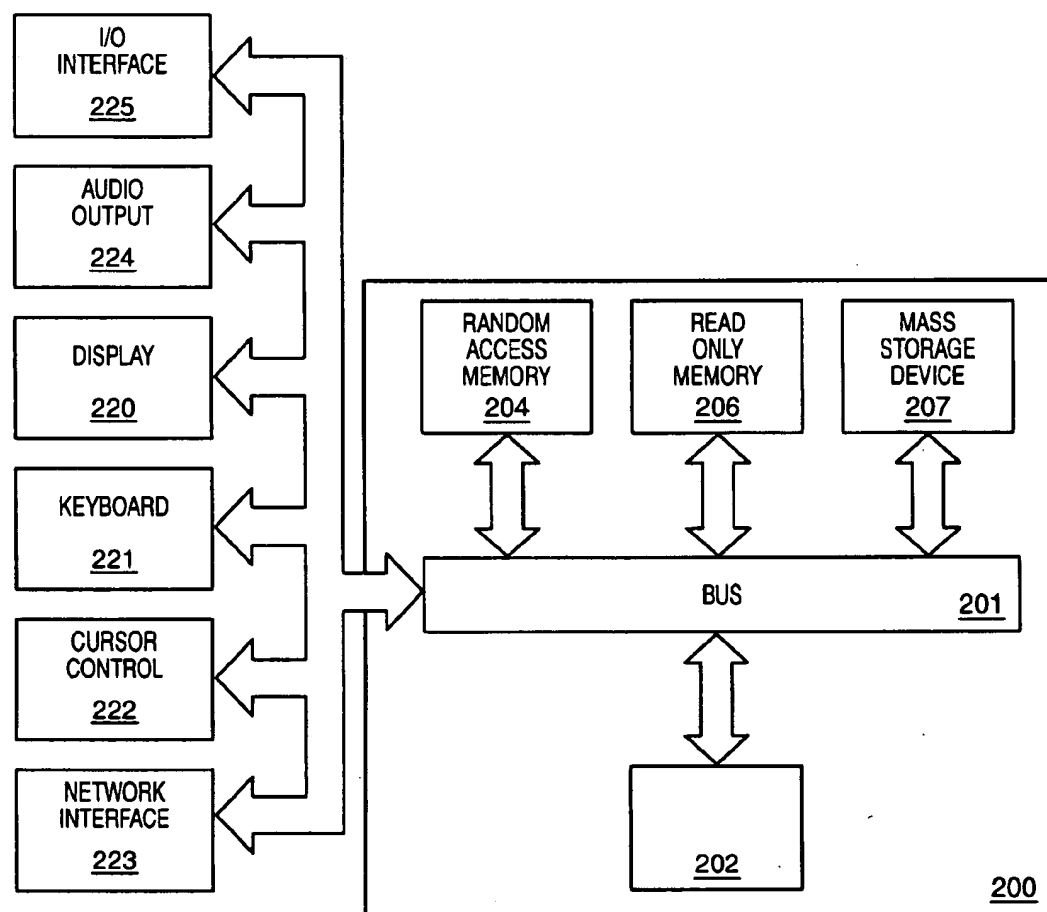 I/O
INTERFACE
225
AUDIO
OUTPUT
224
DISPLAY
220
KEYBOARD
221
CURSOR
CONTROL
222
NETWORK
INTERFACE
223
RANDOM
ACCESS
MEMORY
204
READ
ONLY
MEMORY
206
MASS
STORAGE
DEVICE
207
BUS
201
202
200